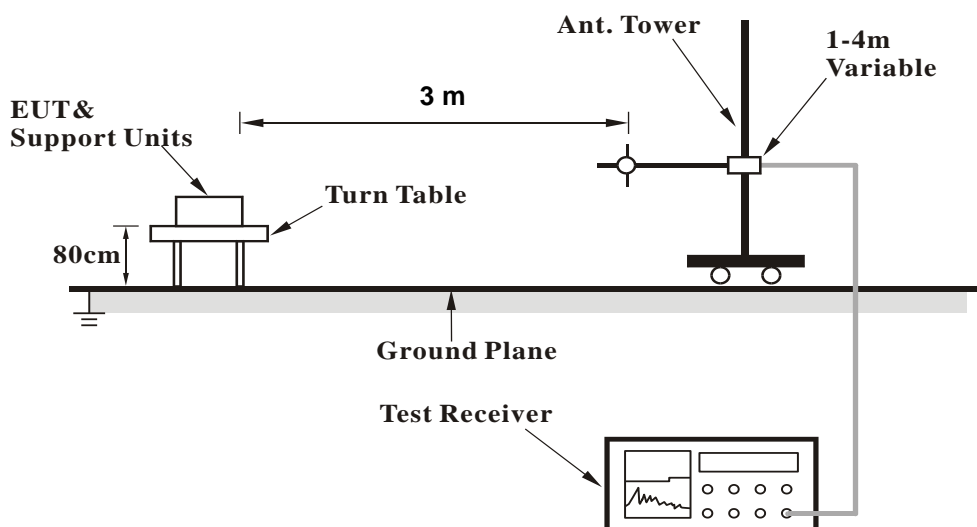 Ant. Tower
1-4m
Variable
3 m
EUT&
Support Units
Turn Table
80cm
Ground Plane
Test Receiver